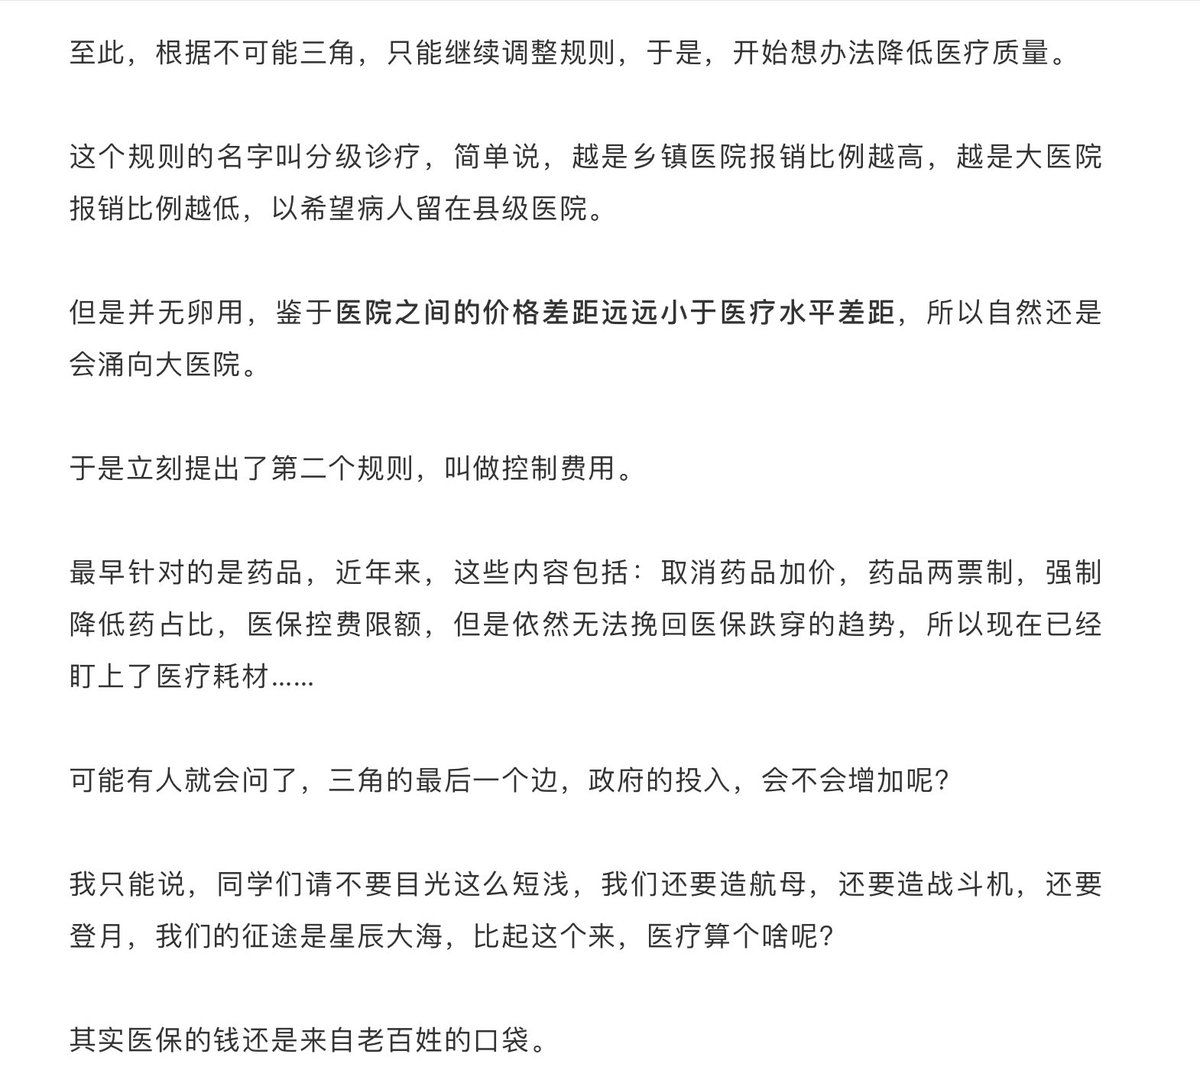 至此，根据不可能三角，只能继续调整规则，于是，开始想办法降低医疗质量。
这个规则的名字叫分级诊疗，简单说，越是乡镇医院报销比例越高，越是大医院
报销比例越低，以希望病人留在县级医院。
但是并无卵用，鉴于医院之间的价格差距远远小于医疗水平差距，所以自然还是
会涌向大医院。
于是立刻提出了第二个规则，叫做控制费用。
最早针对的是药品，近年来，这些内容包括：取消药品加价，药品两票制，强制
降低药占比，医保控费限额，但是依然无法挽回医保跌穿的趋势，所以现在已经
盯上了医疗耗材……
可能有人就会问了，三角的最后一个边，政府的投入，会不会增加呢？
我只能说，同学们请不要目光这么短浅，我们还要造航母，还要造战斗机，还要
登月，我们的征途是星辰大海，比起这个来，医疗算个啥呢？
其实医保的钱还是来自老百姓的口袋。